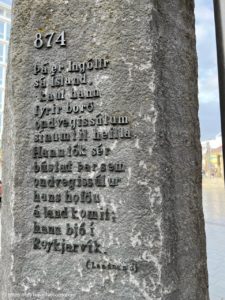 874
Þá er Ingólfr
sá Ísland,
skaut hann
fyrir borð
öndvegissúlum
sínum til heilla.
Hann tók sér
bústað þar sem
öndvegissúlur
hans höfðu
á land komit;
hann bjó í
Reykjarvík.
(Landnáma)